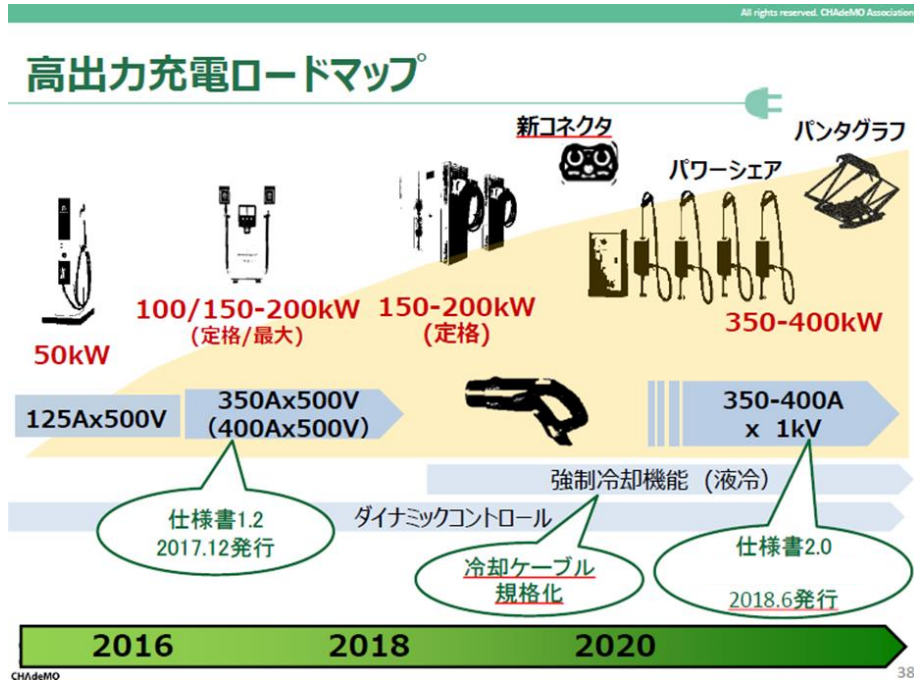 All rights reserved. CHAdeMO Association
高出力充電ロードマップ
新コネクタ
パンタグラフ
パワーシェア
100/150-200kW
(定格/最大)
150-200kW
(定格)
350-400kW
50kW
125Ax500V
350Ax500V
(400Ax500V)
350-400A
x 1kV
強制冷却機能（液冷）
ダイナミックコントロール
仕様書1.2
2017.12発行
冷却ケーブル
規格化
仕様書2.0
2018.6発行
2016
2018
2020
CHAdeMO
38